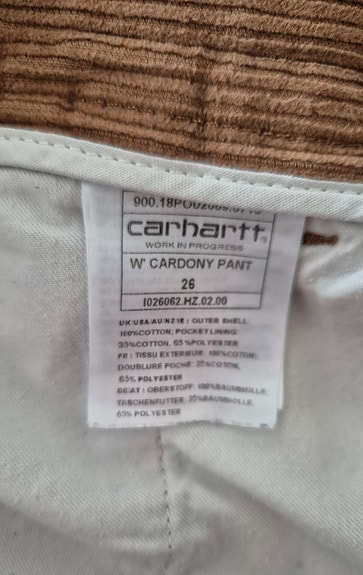 carhartt
WORK IN PROGRESS
W' CARDONY PANT
26
I026062.HZ.02.00
UK/USA/AU/NZ/IE : OUTER SHELL:
100%COTTON, POCKET LINING:
35%COTTON, 65%POLYESTER
FR : TISSU EXTERIEUR: 100%COTON,
DOUBLURE POCHE: 35%COTON,
65% POLYESTER
DE/AT : OBERSTOFF: 100%BAUMWOLLE,
TASCHENFUTTER: 35%BAUMWOLLE,
65% POLYESTER